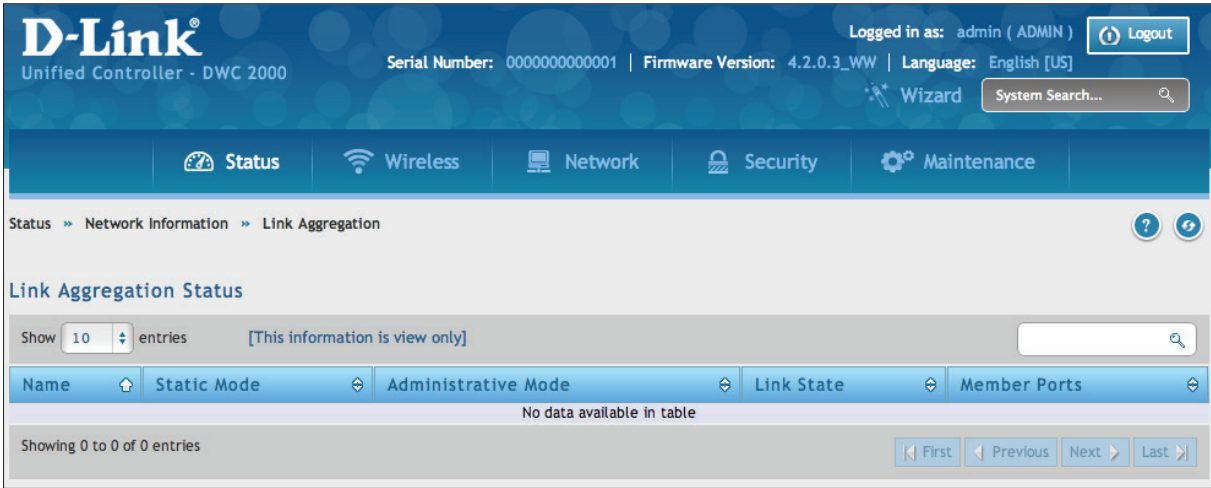 D-Link®
Unified Controller - DWC 2000
Logged in as: admin ( ADMIN ) Logout
Serial Number: 0000000000001 | Firmware Version: 4.2.0.3_WW | Language: English [US]
Wizard System Search...
Status Wireless Network Security Maintenance
Status » Network Information » Link Aggregation
?
Link Aggregation Status
Show 10 entries [This information is view only]
Name Static Mode Administrative Mode Link State Member Ports
No data available in table
Showing 0 to 0 of 0 entries
First Previous Next Last